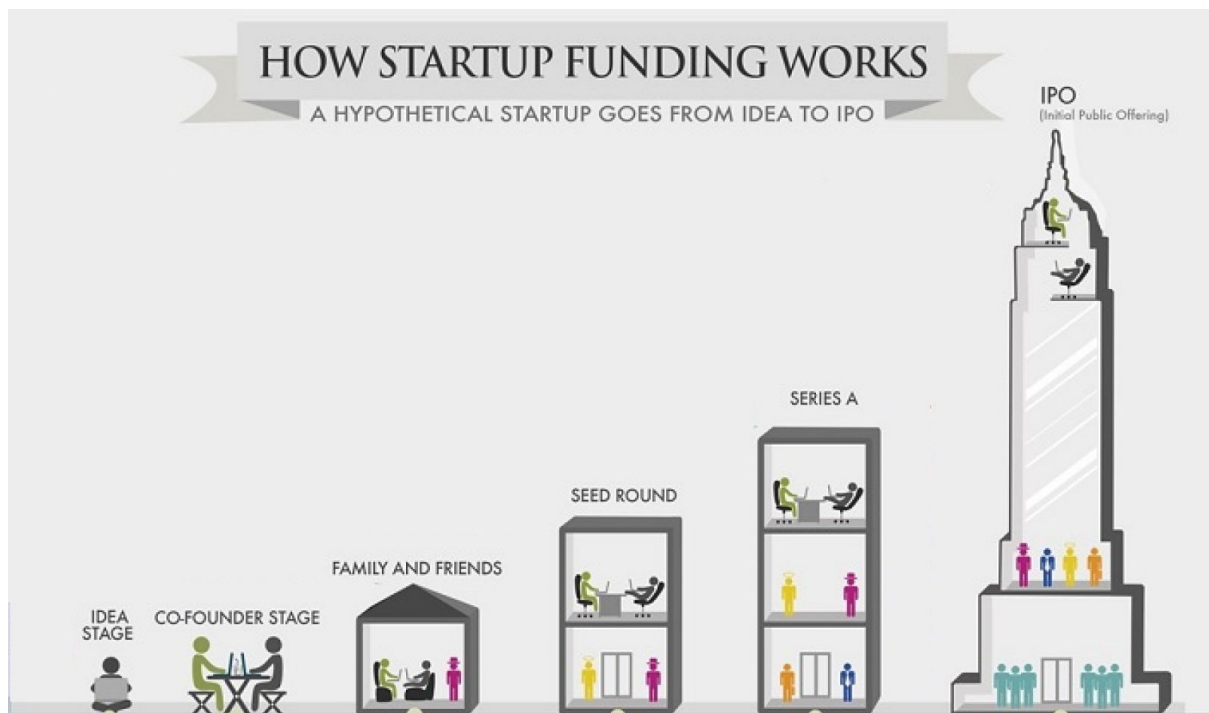 HOW STARTUP FUNDING WORKS
A HYPOTHETICAL STARTUP GOES FROM IDEA TO IPO
IPO
(Initial Public Offering)
SERIES A
SEED ROUND
FAMILY AND FRIENDS
IDEA
STAGE
CO-FOUNDER STAGE